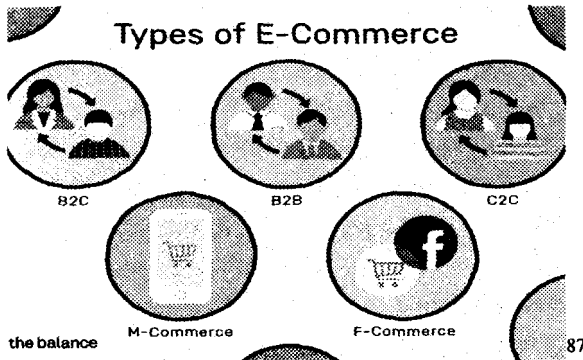 Types of E-Commerce
B2C
B2B
C2C
M-Commerce
F-Commerce
f
the balance
87